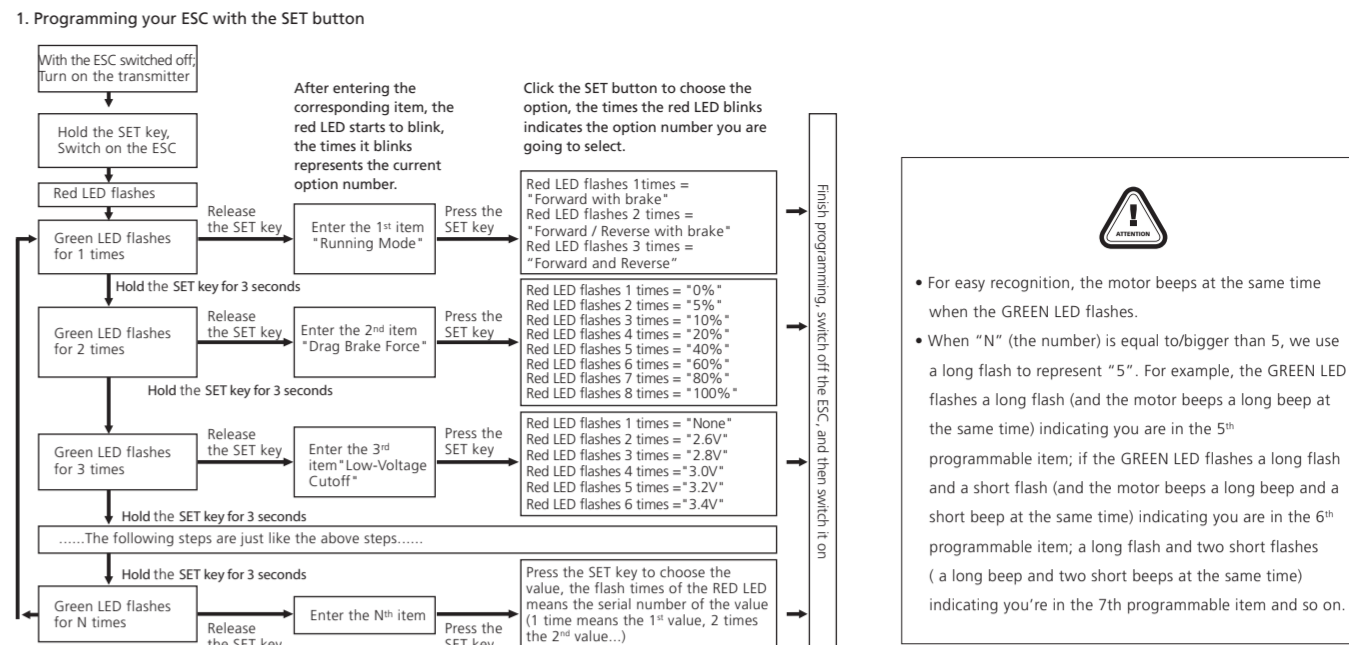 1. Programming your ESC with the SET button
With the ESC switched off;
Turn on the transmitter
Hold the SET key,
Switch on the ESC
Red LED flashes
After entering the
corresponding item, the
red LED starts to blink,
the times it blinks
represents the current
option number.
Click the SET button to choose the
option, the times the red LED blinks
indicates the option number you are
going to select.
Green LED flashes
for 1 times
Release
the SET key
Enter the 1st item
"Running Mode"
Press the
SET key
Red LED flashes 1times =
"Forward with brake"
Red LED flashes 2 times =
"Forward / Reverse with brake"
Red LED flashes 3 times =
“Forward and Reverse”
Hold the SET key for 3 seconds
Green LED flashes
for 2 times
Release
the SET key
Enter the 2nd item
"Drag Brake Force"
Press the
SET key
Red LED flashes 1 times = "0%"
Red LED flashes 2 times = "5%"
Red LED flashes 3 times = "10%"
Red LED flashes 4 times = "20%"
Red LED flashes 5 times = "40%"
Red LED flashes 6 times = "60%"
Red LED flashes 7 times = "80%"
Red LED flashes 8 times = "100%"
Hold the SET key for 3 seconds
Green LED flashes
for 3 times
Release
the SET key
Enter the 3rd
item"Low-Voltage
Cutoff"
Press the
SET key
Red LED flashes 1 times = "None"
Red LED flashes 2 times = "2.6V"
Red LED flashes 3 times = "2.8V"
Red LED flashes 4 times ="3.0V"
Red LED flashes 5 times ="3.2V"
Red LED flashes 6 times ="3.4V"
Hold the SET key for 3 seconds
......The following steps are just like the above steps......
Hold the SET key for 3 seconds
Green LED flashes
for N times
Release
the SET key
Enter the Nth item
Press the
SET key
Press the SET key to choose the
value, the flash times of the RED LED
means the serial number of the value
(1 time means the 1st value, 2 times
the 2nd value...)
Finish programming, switch off the ESC, and then switch it on
ATTENTION
• For easy recognition, the motor beeps at the same time
when the GREEN LED flashes.
• When “N” (the number) is equal to/bigger than 5, we use
a long flash to represent “5”. For example, the GREEN LED
flashes a long flash (and the motor beeps a long beep at
the same time) indicating you are in the 5th
programmable item; if the GREEN LED flashes a long flash
and a short flash (and the motor beeps a long beep and a
short beep at the same time) indicating you are in the 6th
programmable item; a long flash and two short flashes
( a long beep and two short beeps at the same time)
indicating you’re in the 7th programmable item and so on.